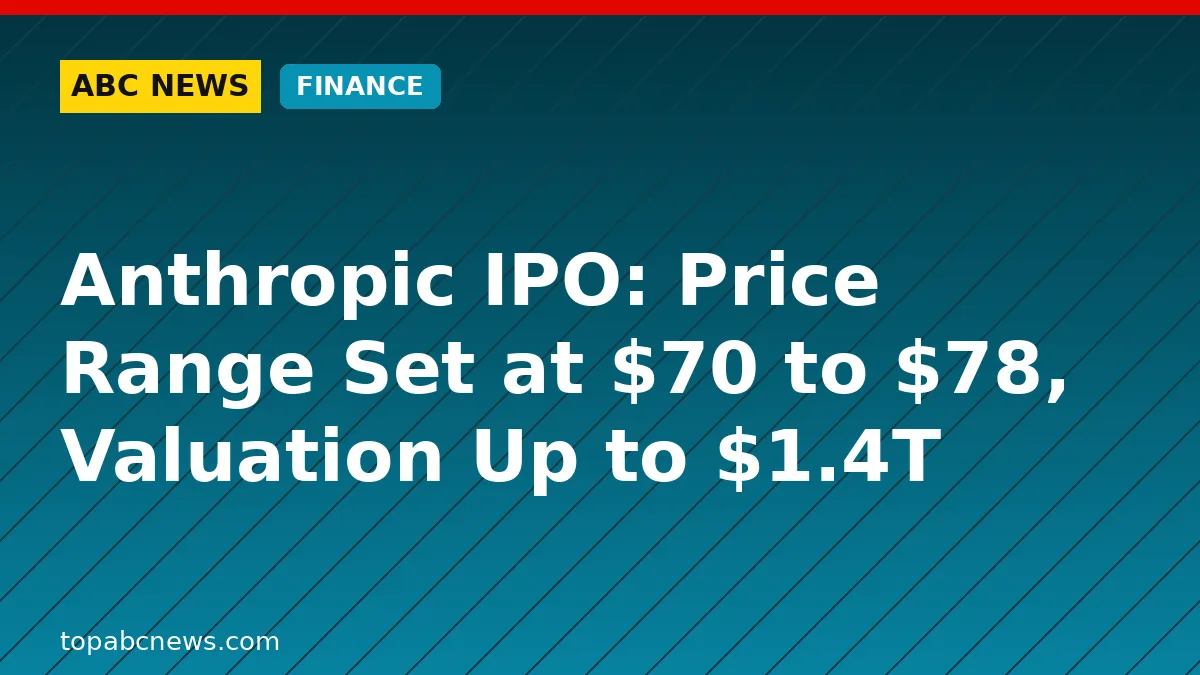 ABC NEWS
FINANCE
Anthropic IPO: Price
Range Set at $70 to $78,
Valuation Up to $1.4T
topabcnews.com